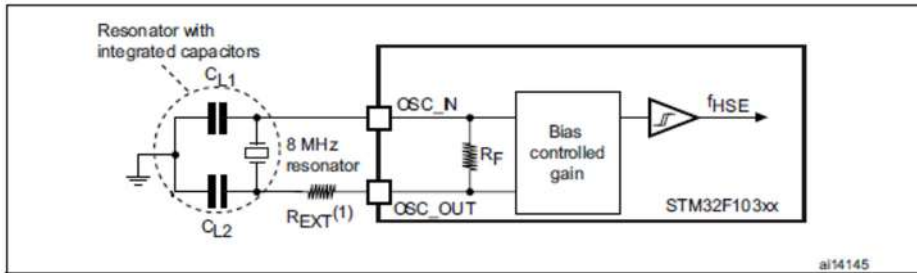 Resonator with
integrated capacitors
CL1
OSC_IN
fHSE
8 MHz
resonator
RF
Bias
controlled
gain
REXT(1)
OSC_OUT
STM32F103xx
CL2
ai14145